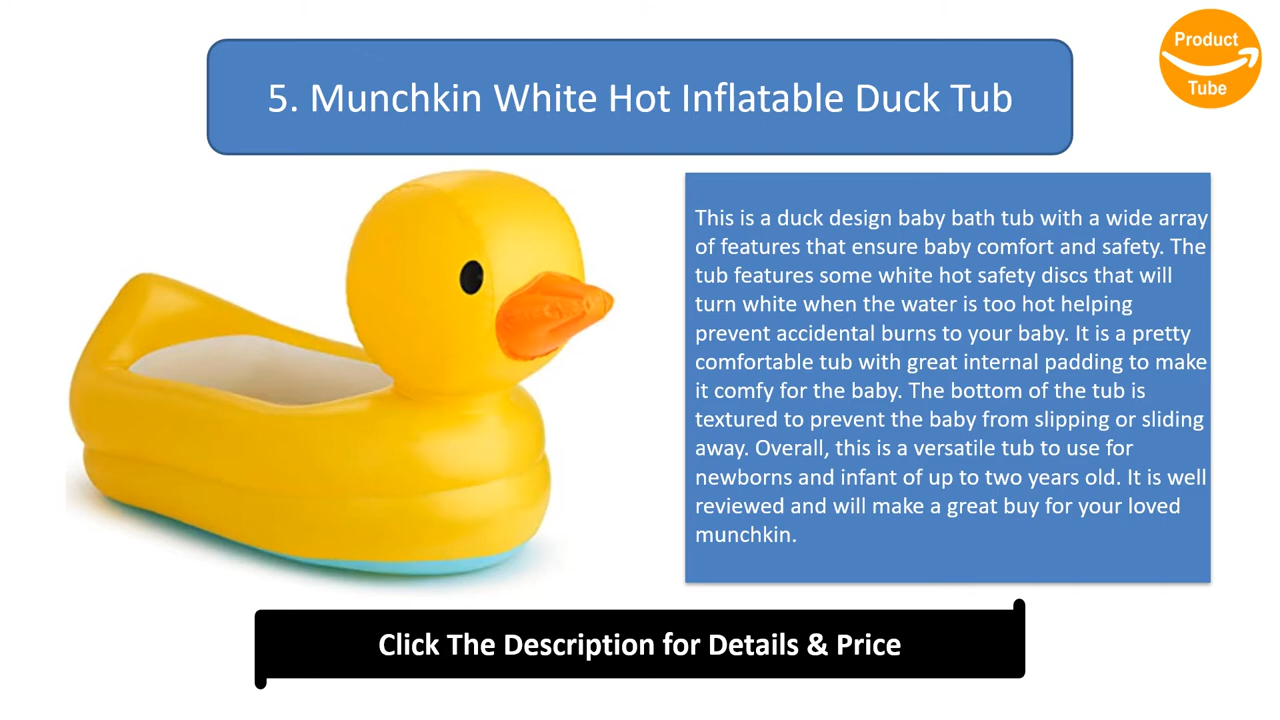 Product
Tube
5. Munchkin White Hot Inflatable Duck Tub
This is a duck design baby bath tub with a wide array
of features that ensure baby comfort and safety. The
tub features some white hot safety discs that will
turn white when the water is too hot helping
prevent accidental burns to your baby. It is a pretty
comfortable tub with great internal padding to make
it comfy for the baby. The bottom of the tub is
textured to prevent the baby from slipping or sliding
away. Overall, this is a versatile tub to use for
newborns and infant of up to two years old. It is well
reviewed and will make a great buy for your loved
munchkin.
Click The Description for Details & Price